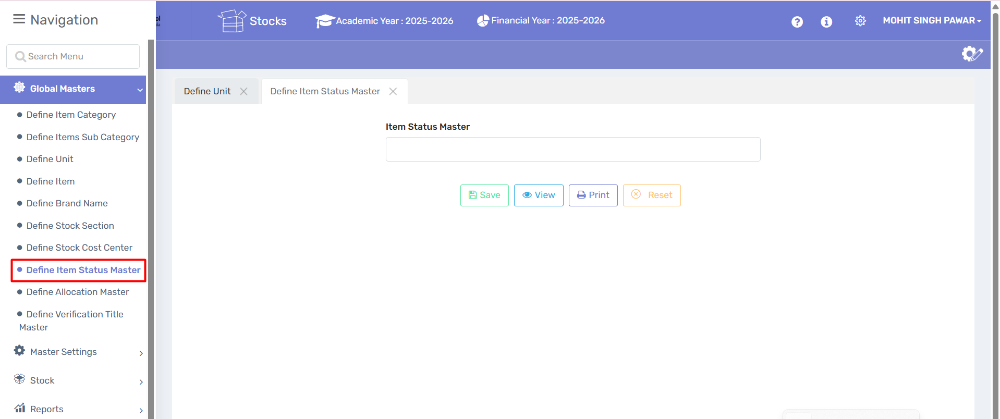 Navigation
Search Menu
Global Masters
Define Item Category
Define Items Sub Category
Define Unit
Define Item
Define Brand Name
Define Stock Section
Define Stock Cost Center
Define Item Status Master
Define Allocation Master
Define Verification Title
Master
Master Settings
Stock
Reports
Stocks
Academic Year : 2025-2026
Financial Year : 2025-2026
MOHIT SINGH PAWAR
Define Unit
Define Item Status Master
Item Status Master
Save
View
Print
Reset